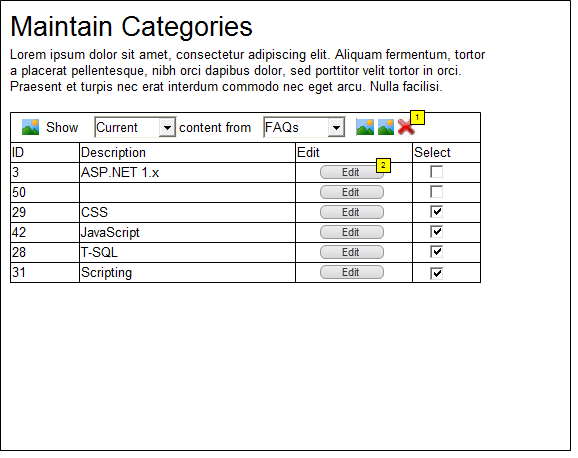 Maintain Categories
Lorem ipsum dolor sit amet, consectetur adipiscing elit. Aliquam fermentum, tortor
a placerat pellentesque, nibh orci dapibus dolor, sed porttitor velit tortor in orci.
Praesent et turpis nec erat interdum commodo nec eget arcu. Nulla facilisi.
Show Current content from FAQs 1
ID Description Edit Select
3 ASP.NET 1.x Edit 2
50 Edit
29 CSS Edit
42 JavaScript Edit
28 T-SQL Edit
31 Scripting Edit